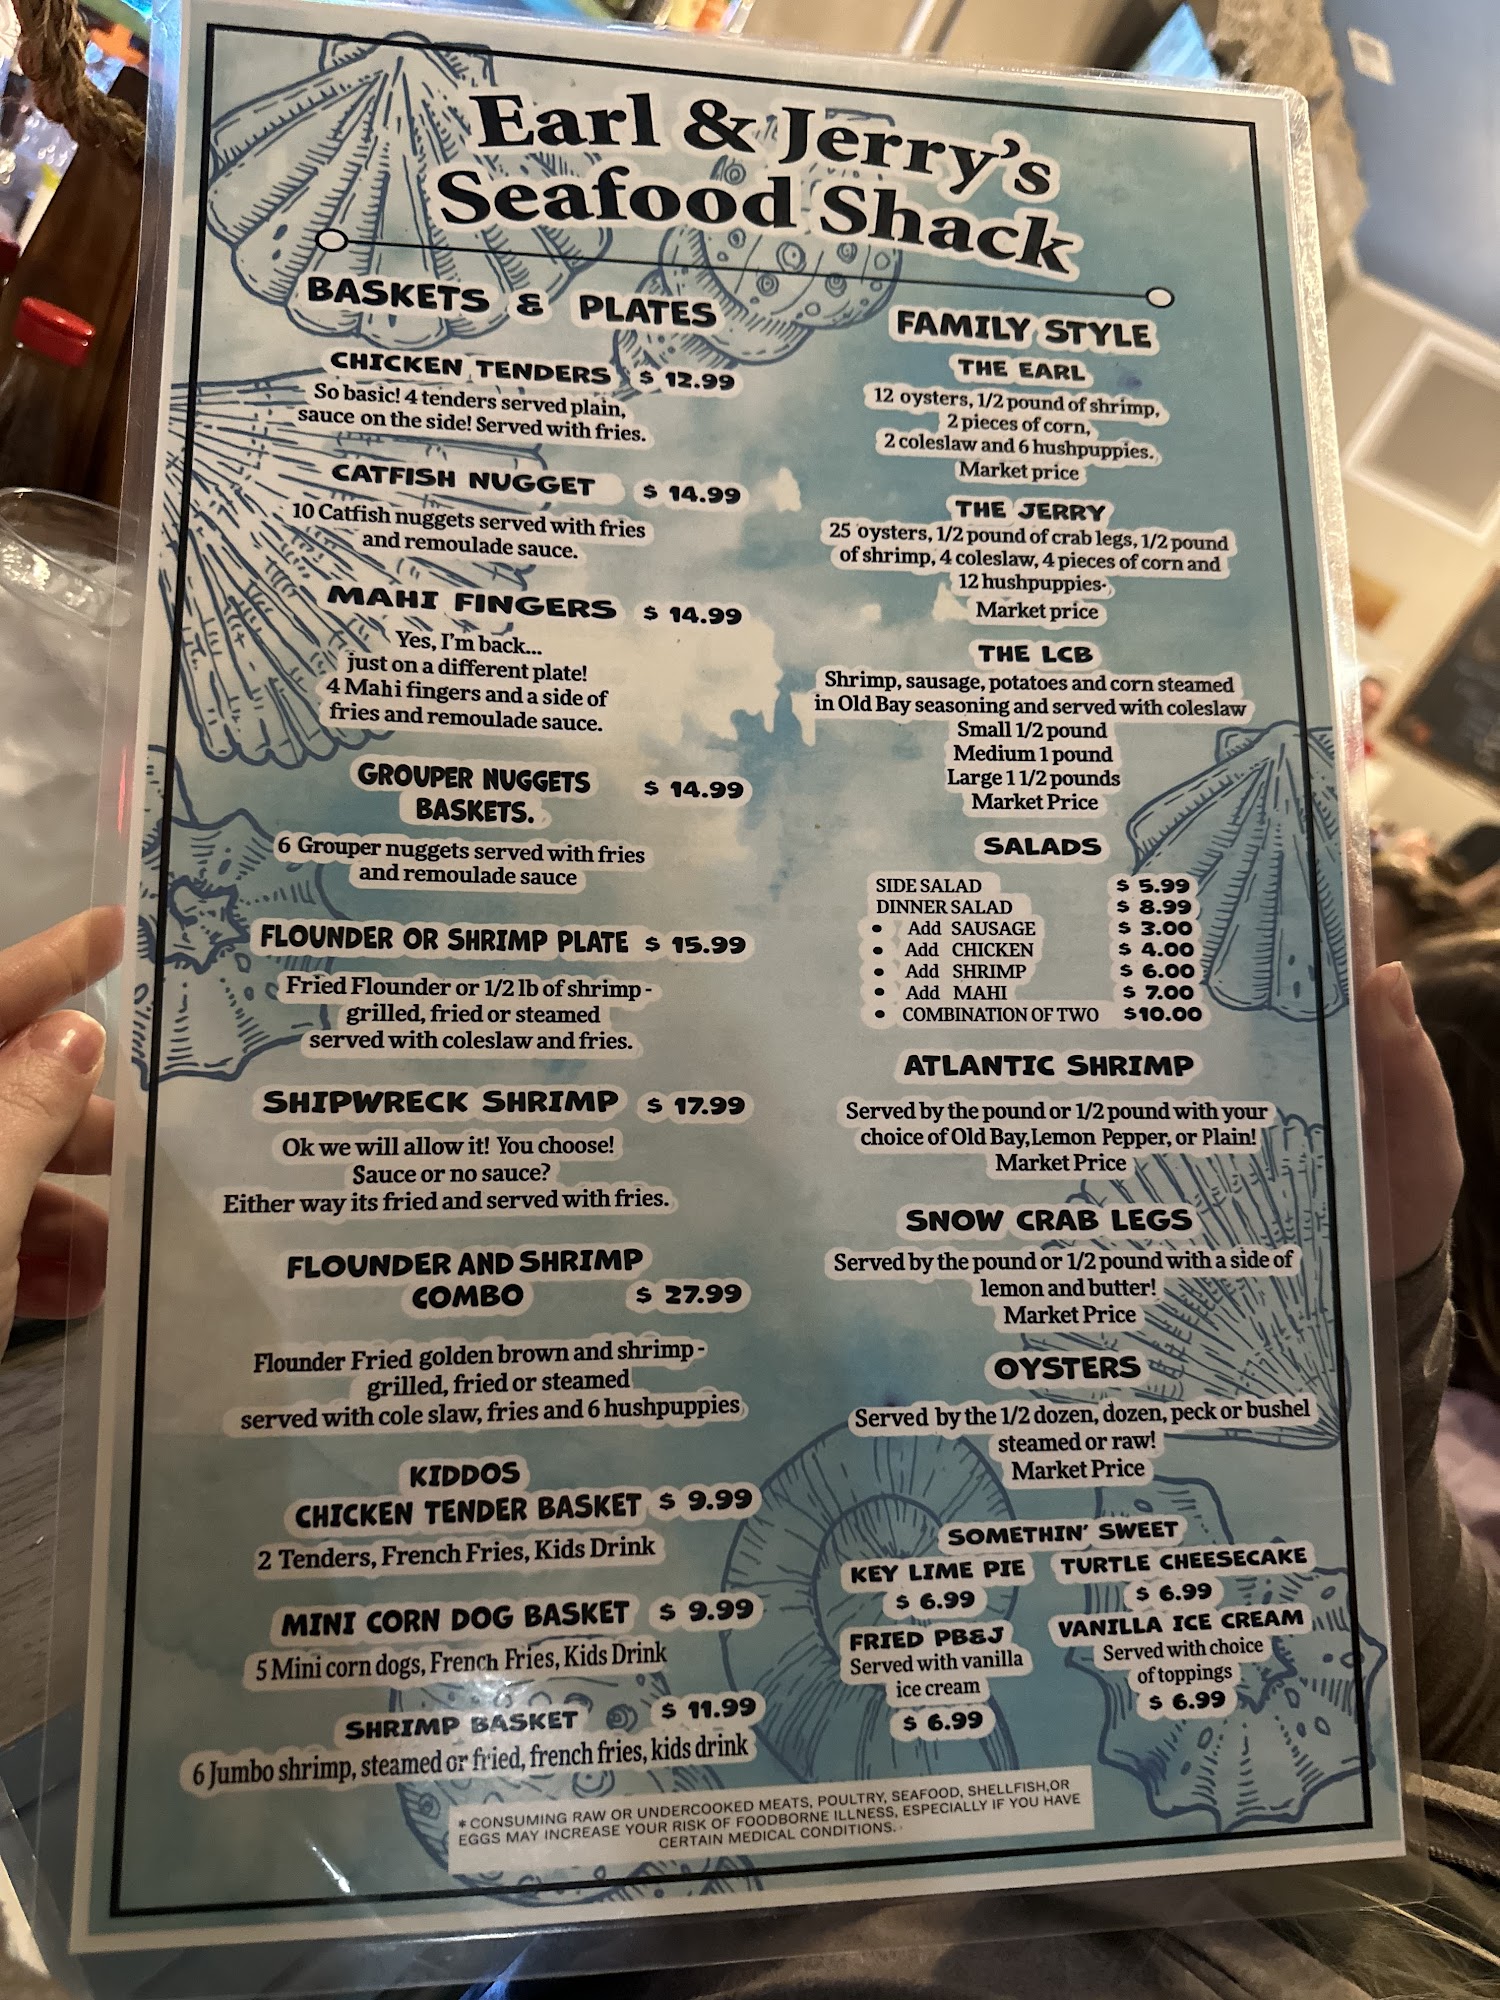 Earl & Jerry's
Seafood Shack
BASKETS & PLATES
CHICKEN TENDERS $ 12.99
So basic! 4 tenders served plain,
sauce on the side! Served with fries.
CATFISH NUGGET $ 14.99
10 Catfish nuggets served with fries
and remoulade sauce.
MAHI FINGERS $ 14.99
Yes, I'm back...
just on a different plate!
4 Mahi fingers and a side of
fries and remoulade sauce.
GROUPER NUGGETS $ 14.99
BASKETS.
6 Grouper nuggets served with fries
and remoulade sauce
FLOUNDER OR SHRIMP PLATE $ 15.99
Fried Flounder or 1/2 lb of shrimp -
grilled, fried or steamed
served with coleslaw and fries.
SHIPWRECK SHRIMP $ 17.99
Ok we will allow it! You choose!
Sauce or no sauce?
Either way its fried and served with fries.
FLOUNDER AND SHRIMP
COMBO $ 27.99
Flounder Fried golden brown and shrimp -
grilled, fried or steamed
served with cole slaw, fries and 6 hushpuppies
KIDDOS
CHICKEN TENDER BASKET $ 9.99
2 Tenders, French Fries, Kids Drink
MINI CORN DOG BASKET $ 9.99
5 Mini corn dogs, French Fries, Kids Drink
SHRIMP BASKET $ 11.99
6 Jumbo shrimp, steamed or fried, french fries, kids drink
FAMILY STYLE
THE EARL
12 oysters, 1/2 pound of shrimp,
2 pieces of corn,
2 coleslaw and 6 hushpuppies.
Market price
THE JERRY
25 oysters, 1/2 pound of crab legs, 1/2 pound
of shrimp, 4 coleslaw, 4 pieces of corn and
12 hushpuppies-
Market price
THE LCB
Shrimp, sausage, potatoes and corn steamed
in Old Bay seasoning and served with coleslaw
Small 1/2 pound
Medium 1 pound
Large 1 1/2 pounds
Market Price
SALADS
SIDE SALAD $ 5.99
DINNER SALAD $ 8.99
• Add SAUSAGE $ 3.00
• Add CHICKEN $ 4.00
• Add SHRIMP $ 6.00
• Add MAHI $ 7.00
• COMBINATION OF TWO $10.00
ATLANTIC SHRIMP
Served by the pound or 1/2 pound with your
choice of Old Bay,Lemon Pepper, or Plain!
Market Price
SNOW CRAB LEGS
Served by the pound or 1/2 pound with a side of
lemon and butter!
Market Price
OYSTERS
Served by the 1/2 dozen, dozen, peck or bushel
steamed or raw!
Market Price
SOMETHIN' SWEET
KEY LIME PIE
$ 6.99
FRIED PB&J
Served with vanilla
ice cream
$ 6.99
TURTLE CHEESECAKE
$ 6.99
VANILLA ICE CREAM
Served with choice
of toppings
$ 6.99
* CONSUMING RAW OR UNDERCOOKED MEATS, POULTRY, SEAFOOD, SHELLFISH,OR
EGGS MAY INCREASE YOUR RISK OF FOODBORNE ILLNESS, ESPECIALLY IF YOU HAVE
CERTAIN MEDICAL CONDITIONS.